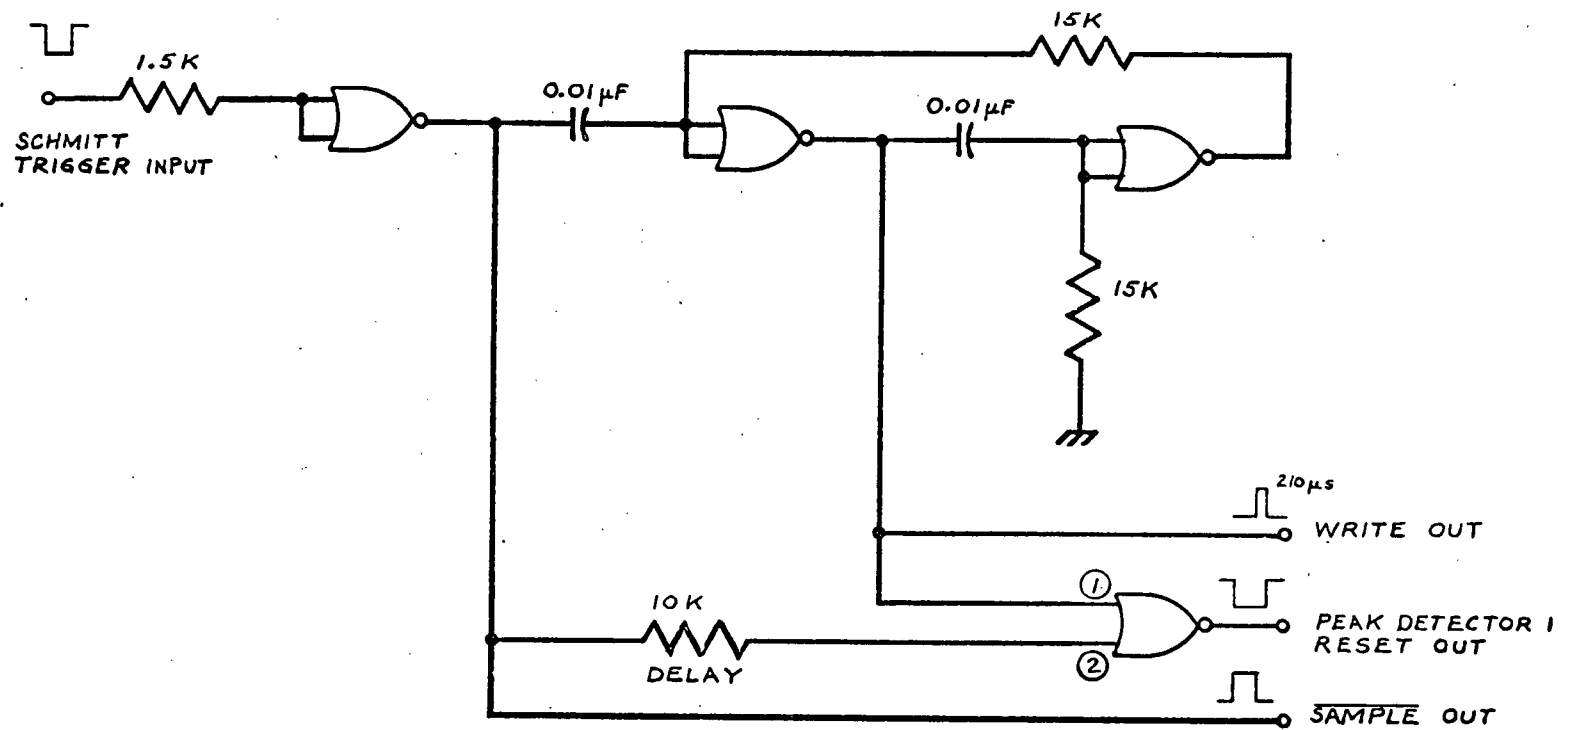 15K
1.5K
0.01µF
0.01µF
SCHMITT
TRIGGER INPUT
15K
210µs
WRITE OUT
1
10K
PEAK DETECTOR 1
RESET OUT
2
DELAY
SAMPLE OUT